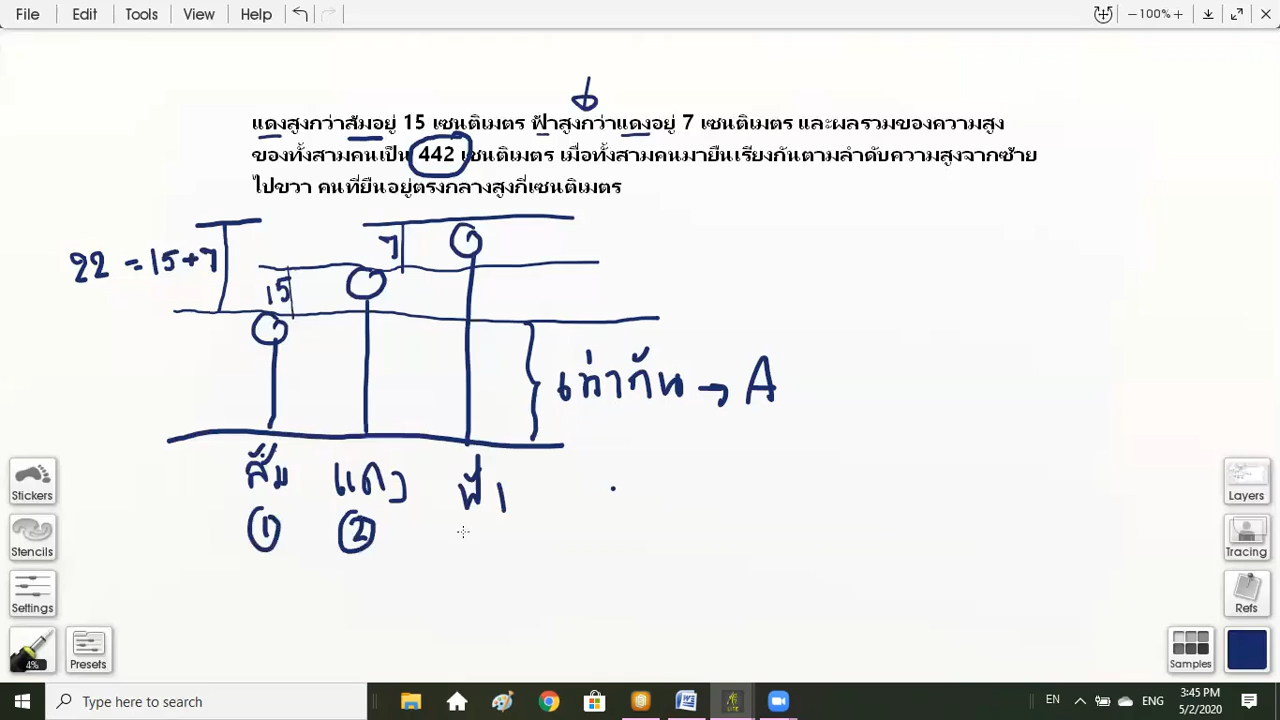 File Edit Tools View Help
−100%+
แดงสูงกว่าส้มอยู่ 15 เซนติเมตร ฟ้าสูงกว่าแดงอยู่ 7 เซนติเมตร และผลรวมของความสูง
ของทั้งสามคนเป็น 442 เซนติเมตร เมื่อทั้งสามคนมายืนเรียงกันตามลำดับความสูงจากซ้าย
ไปขวา คนที่ยืนอยู่ตรงกลางสูงกี่เซนติเมตร
22 = 15+7
7
15
เท่ากัน → A
ส้ม แดง ฟ้า
① ②
Stickers
Stencils
Settings
4%
Presets
Layers
Tracing
Refs
Samples
Type here to search
LITE
EN
ENG
3:45 PM
5/2/2020